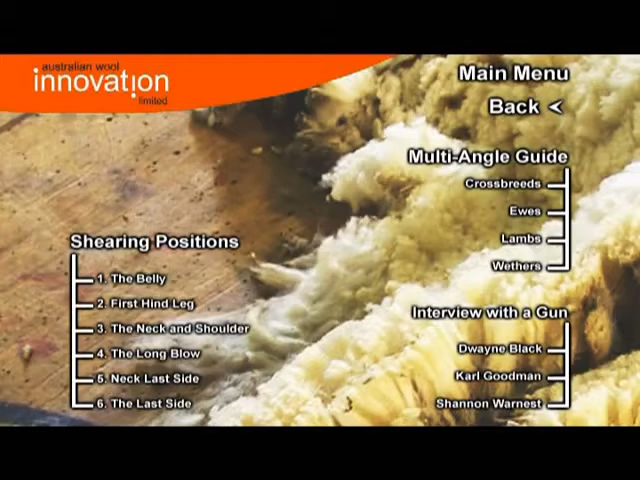 australian wool
innovation
limited
Main Menu
Back
Multi-Angle Guide
Crossbreeds
Ewes
Lambs
Wethers
Shearing Positions
1. The Belly
2. First Hind Leg
3. The Neck and Shoulder
4. The Long Blow
5. Neck Last Side
6. The Last Side
Interview with a Gun
Dwayne Black
Karl Goodman
Shannon Warnest